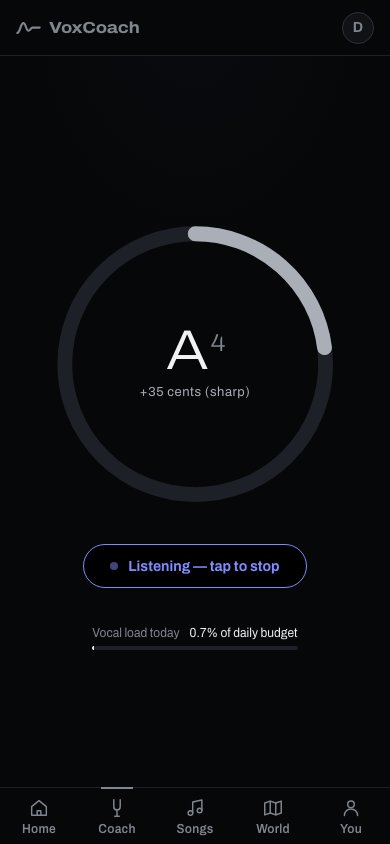 VoxCoach
D
A4
+35 cents (sharp)
Listening — tap to stop
Vocal load today 0.7% of daily budget
Home Coach Songs World You